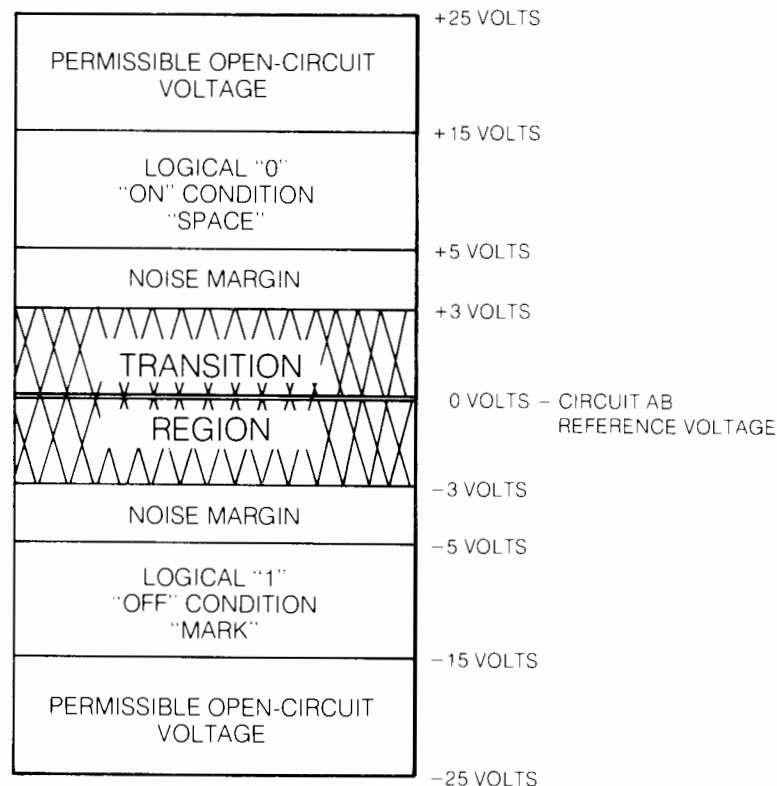 +25 VOLTS
PERMISSIBLE OPEN-CIRCUIT
VOLTAGE
+15 VOLTS
LOGICAL "0"
"ON" CONDITION
"SPACE"
+5 VOLTS
NOISE MARGIN
+3 VOLTS
TRANSITION
0 VOLTS – CIRCUIT AB
REFERENCE VOLTAGE
REGION
−3 VOLTS
NOISE MARGIN
−5 VOLTS
LOGICAL "1"
"OFF" CONDITION
"MARK"
−15 VOLTS
PERMISSIBLE OPEN-CIRCUIT
VOLTAGE
−25 VOLTS